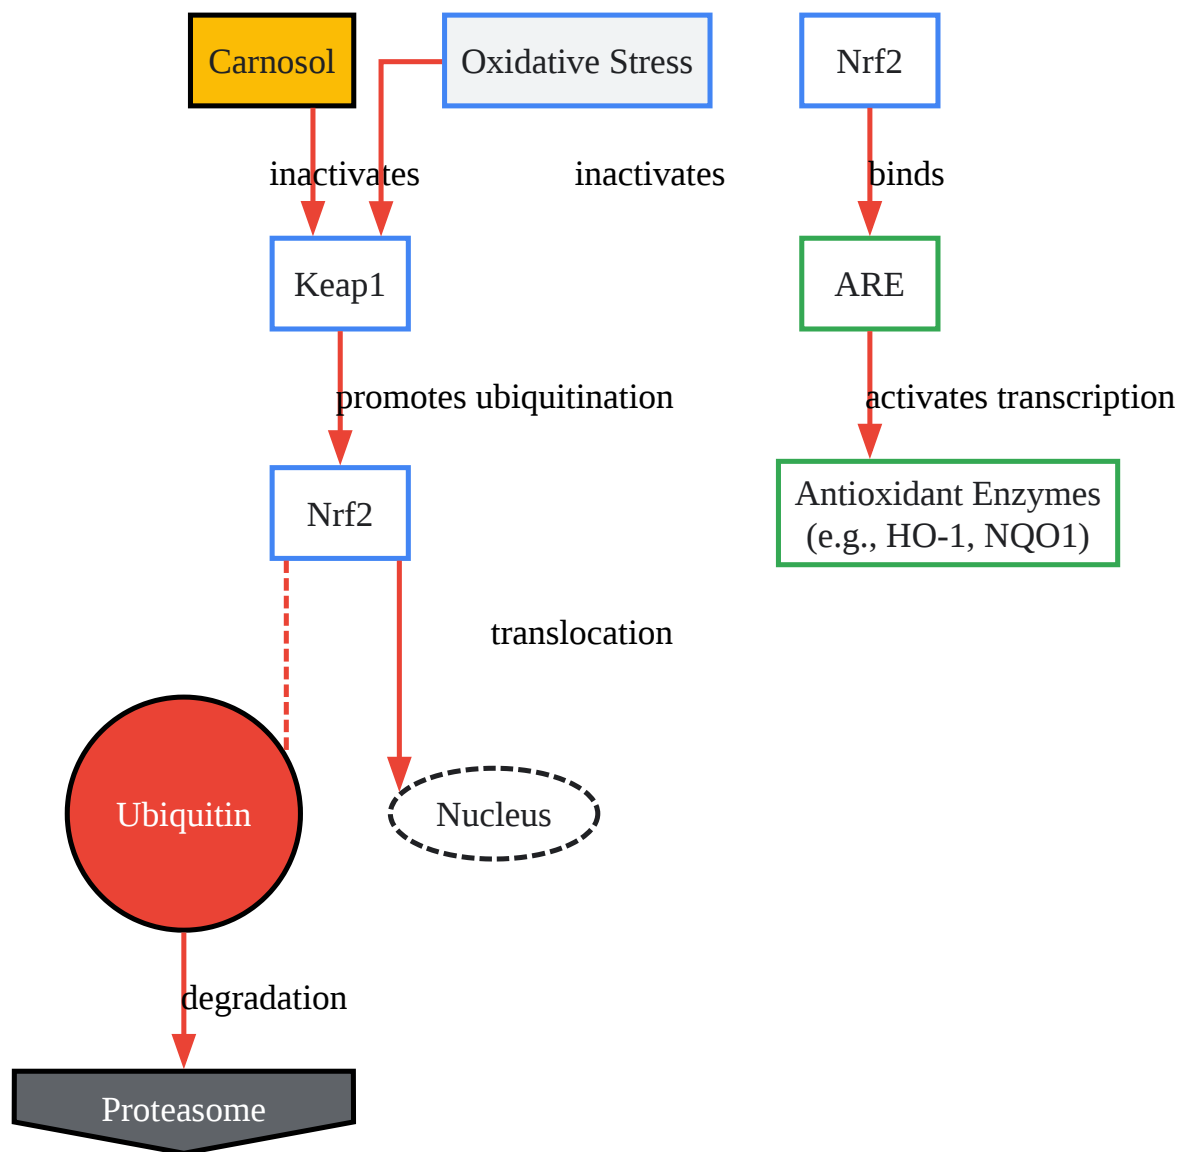 Carnosol
Oxidative Stress
Nrf2
inactivates
inactivates
binds
Keap1
ARE
promotes ubiquitination
activates transcription
Nrf2
Antioxidant Enzymes
(e.g., HO-1, NQO1)
translocation
Ubiquitin
Nucleus
degradation
Proteasome